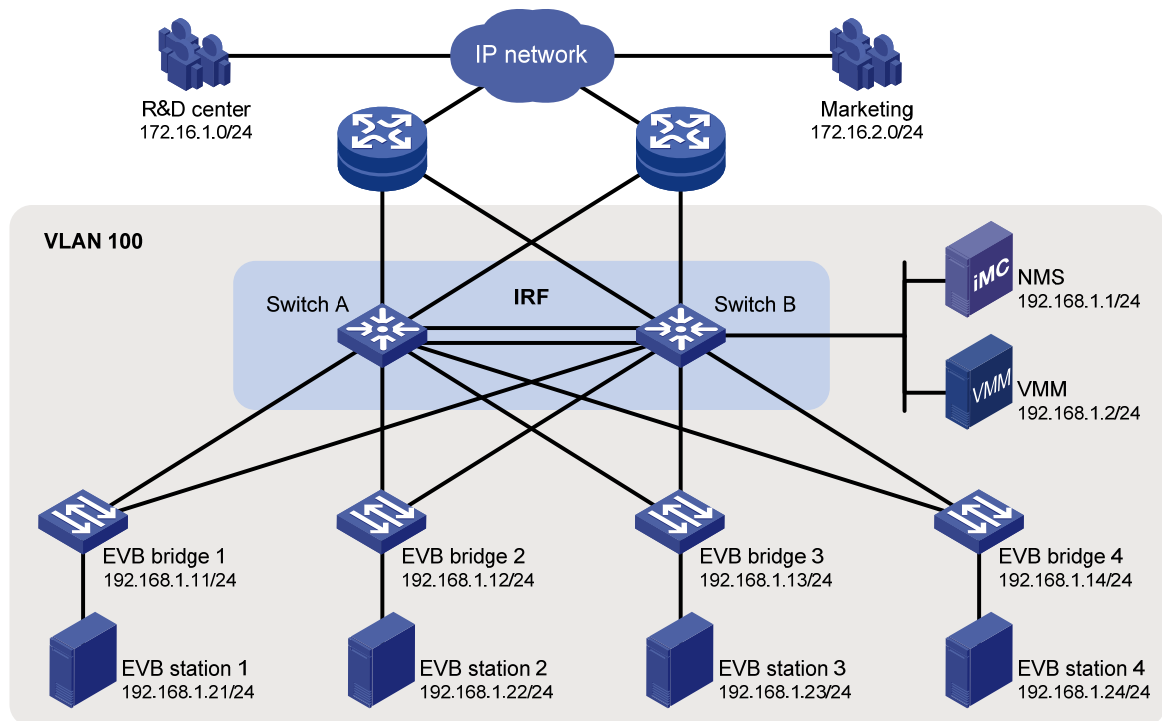 IP network
R&D center
172.16.1.0/24
Marketing
172.16.2.0/24
VLAN 100
IRF
Switch A
Switch B
iMC
NMS
192.168.1.1/24
VMM
VMM
192.168.1.2/24
EVB bridge 1
192.168.1.11/24
EVB bridge 2
192.168.1.12/24
EVB bridge 3
192.168.1.13/24
EVB bridge 4
192.168.1.14/24
EVB station 1
192.168.1.21/24
EVB station 2
192.168.1.22/24
EVB station 3
192.168.1.23/24
EVB station 4
192.168.1.24/24